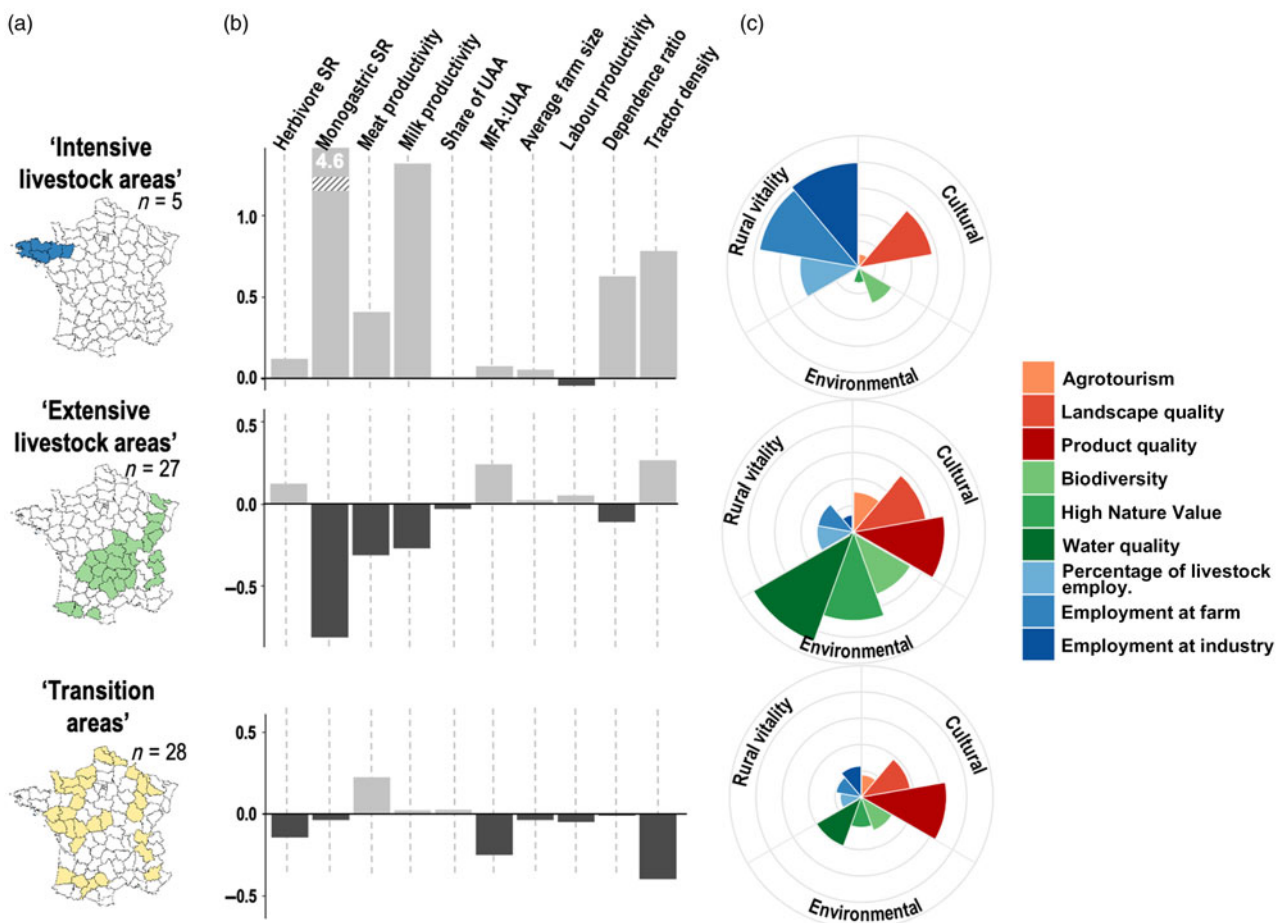 (a)
(b)
(c)
Herbivore SR
Monogastric SR
Meat productivity
Milk productivity
Share of UAA
MFA:UAA
Average farm size
Labour productivity
Dependence ratio
Tractor density
'Intensive
livestock areas'
n = 5
4.6
1.0
0.5
0.0
Rural vitality
Cultural
Environmental
'Extensive
livestock areas'
n = 27
0.5
0.0
–0.5
Rural vitality
Cultural
Environmental
'Transition
areas'
n = 28
0.5
0.0
–0.5
Rural vitality
Cultural
Environmental
Agrotourism
Landscape quality
Product quality
Biodiversity
High Nature Value
Water quality
Percentage of livestock
employ.
Employment at farm
Employment at industry